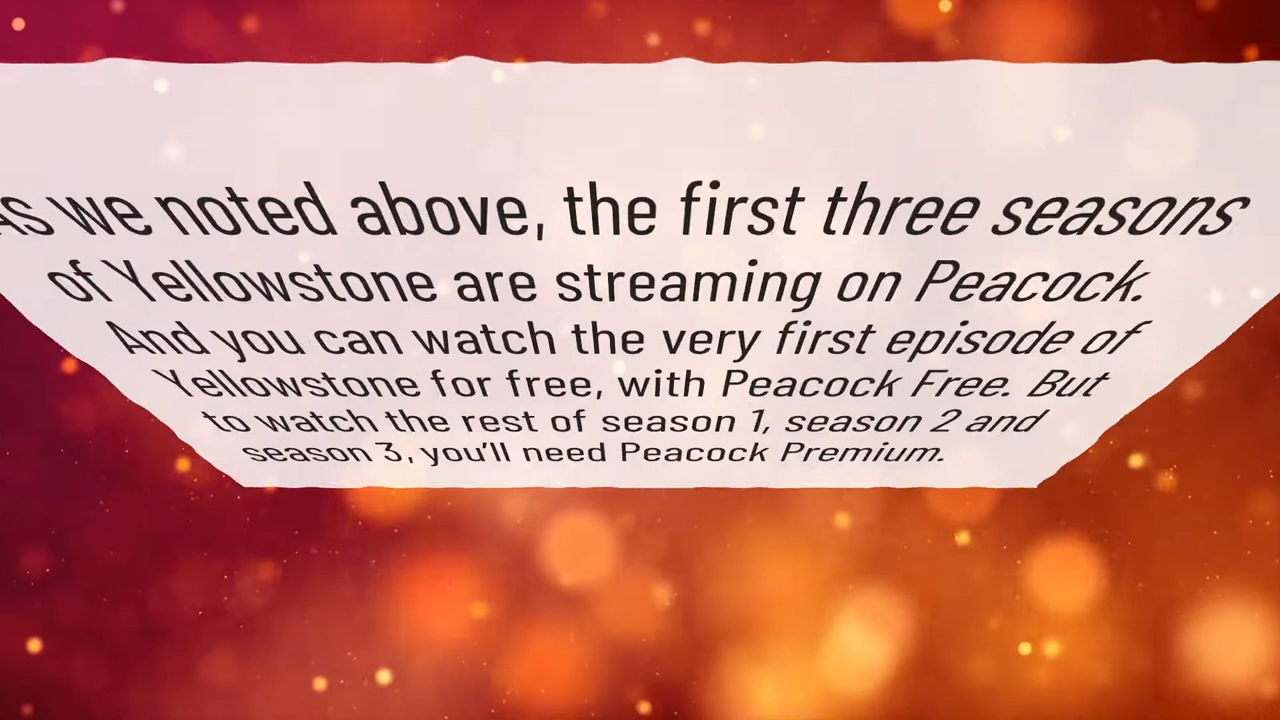 As we noted above, the first three seasons
of Yellowstone are streaming on Peacock.
And you can watch the very first episode of
Yellowstone for free, with Peacock Free. But
to watch the rest of season 1, season 2 and
season 3, you'll need Peacock Premium.